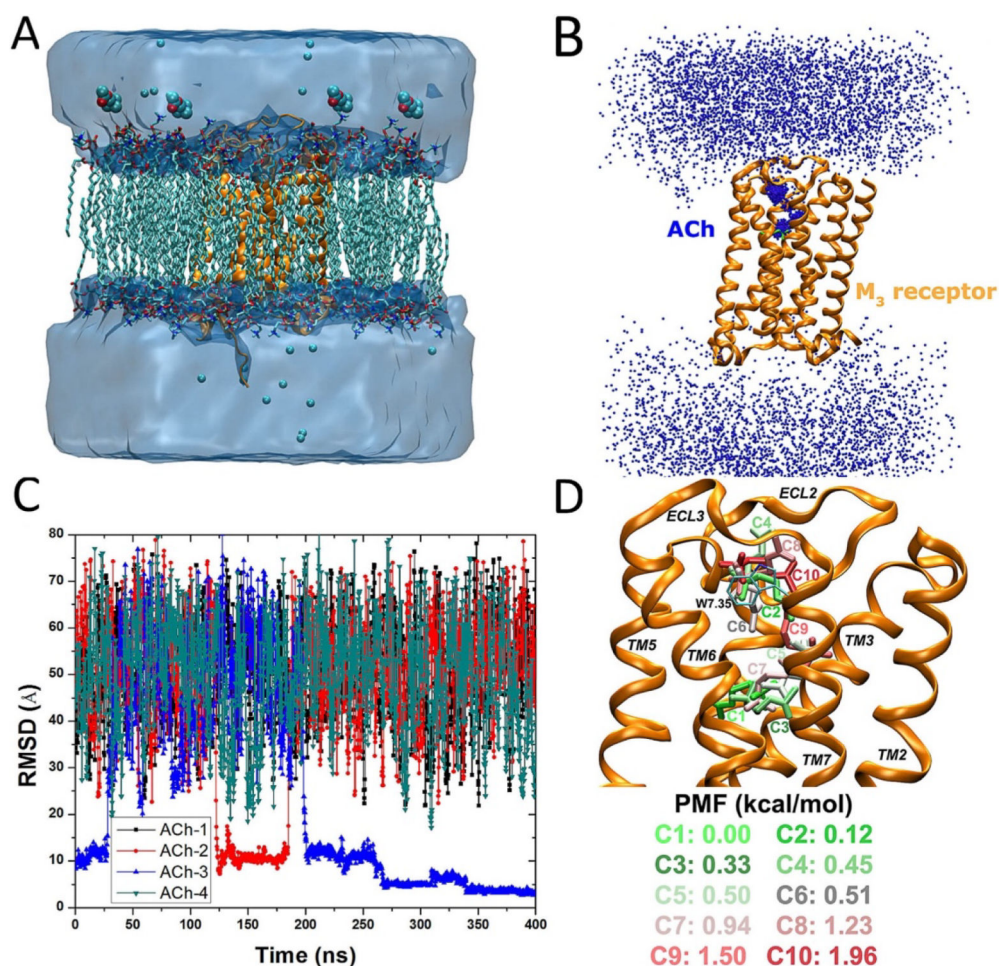 A
B
ACh
M3 receptor
C
RMSD (Å)
80
70
60
50
40
30
20
10
0
ACh-1
ACh-2
ACh-3
ACh-4
0 50 100 150 200 250 300 350 400
Time (ns)
D
ECL3
ECL2
C4
C8
C10
W7.35
C2
C6
C9
TM5
TM6
C5
TM3
C7
C1
C3
TM7
TM2
PMF (kcal/mol)
C1: 0.00 C2: 0.12
C3: 0.33 C4: 0.45
C5: 0.50 C6: 0.51
C7: 0.94 C8: 1.23
C9: 1.50 C10: 1.96